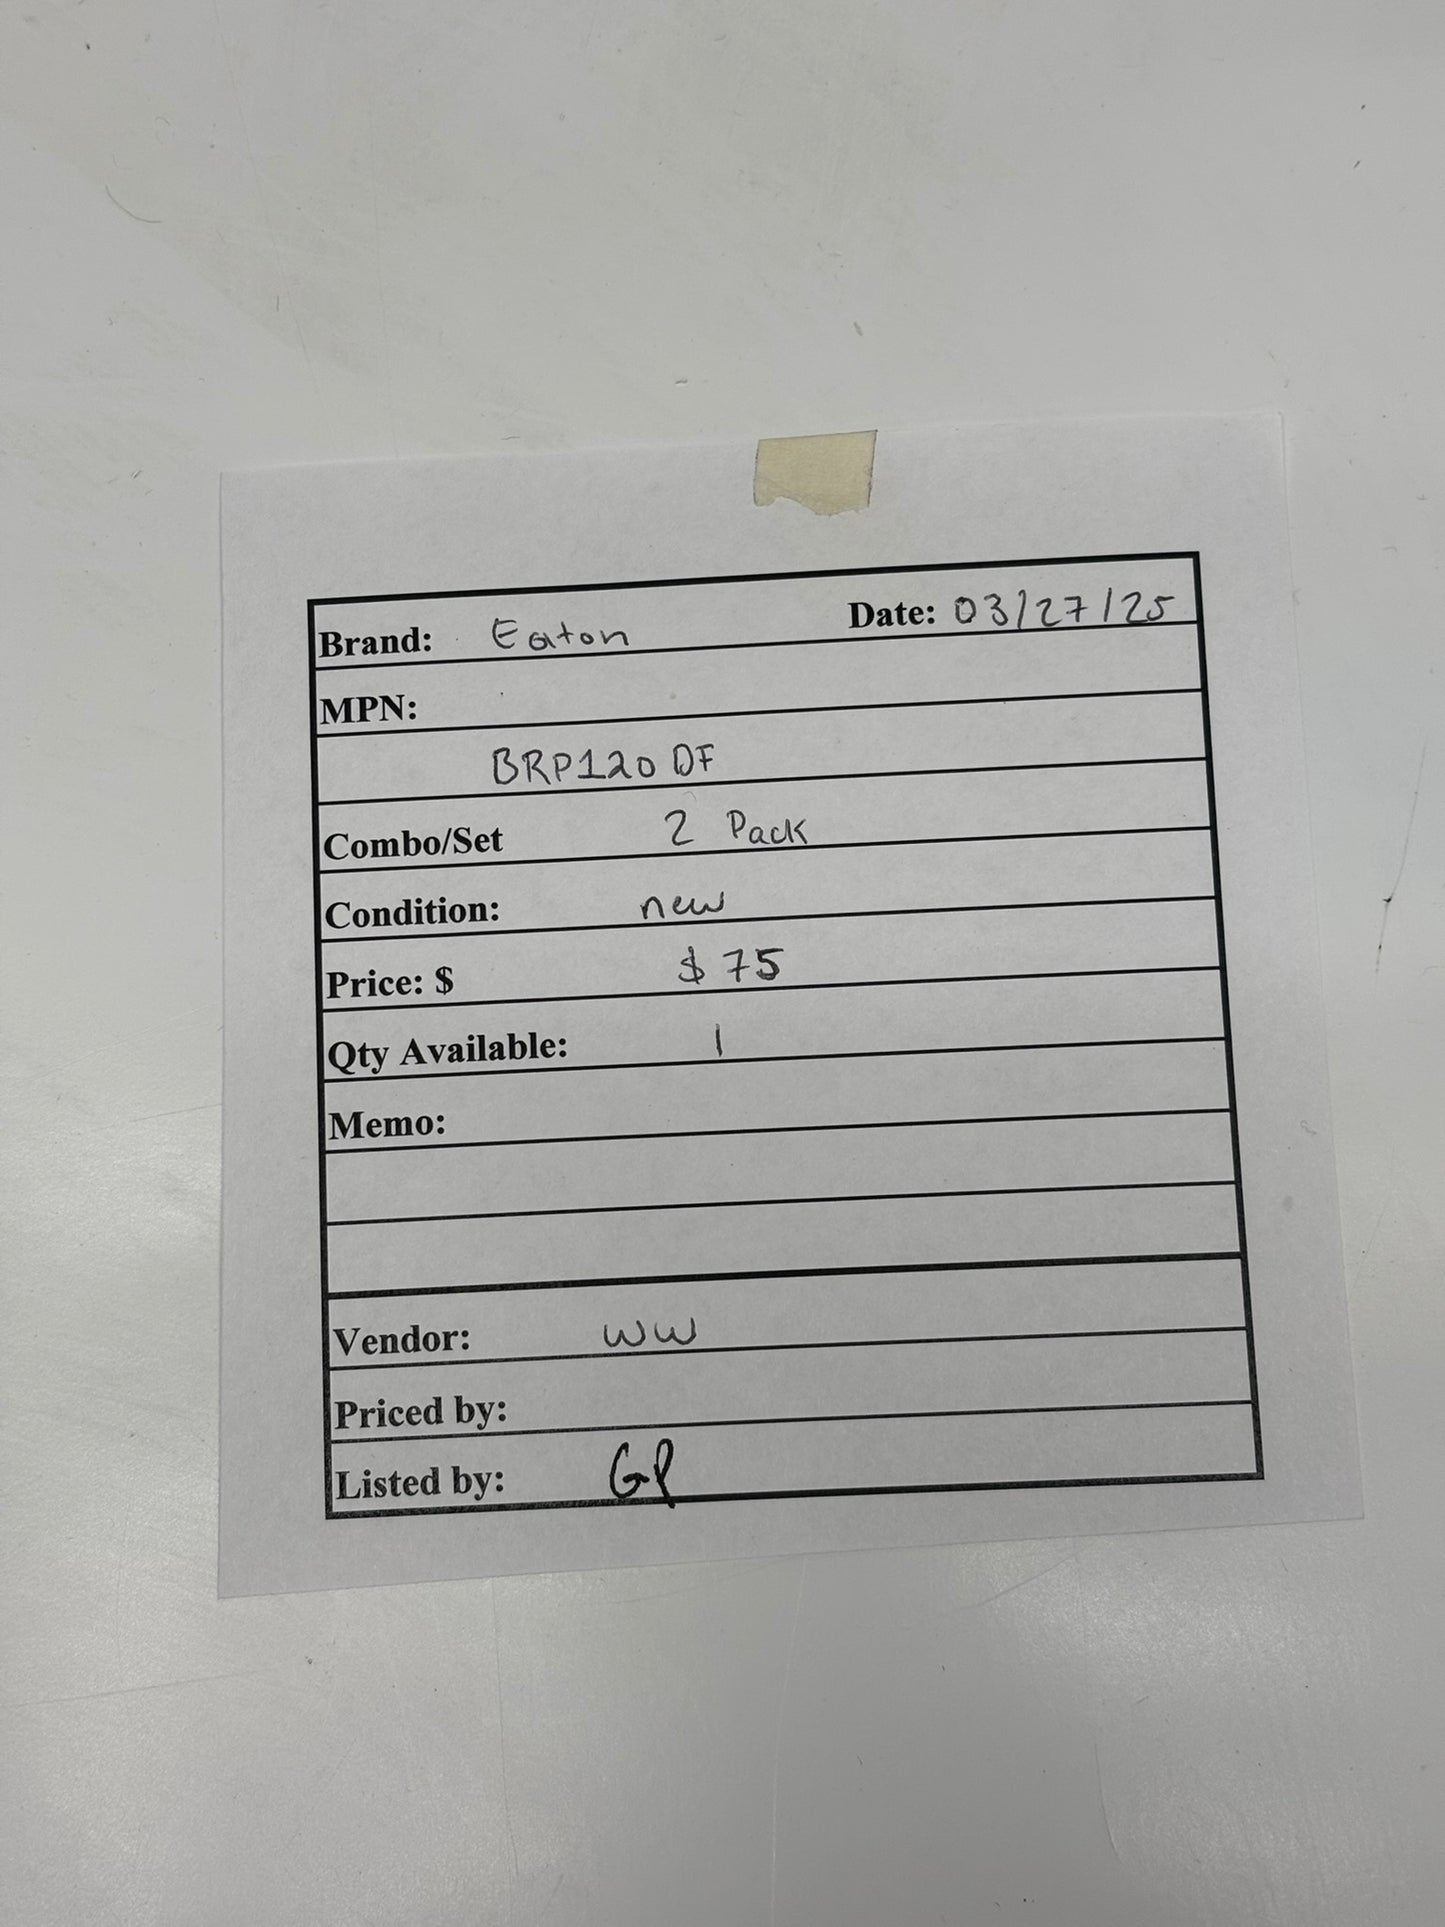 Brand: Eaton Date: 03/27/25
MPN:
BRP120DF
Combo/Set 2 Pack
Condition: new
Price: $ $75
Qty Available: 1
Memo:
Vendor: WW
Priced by:
Listed by: GP